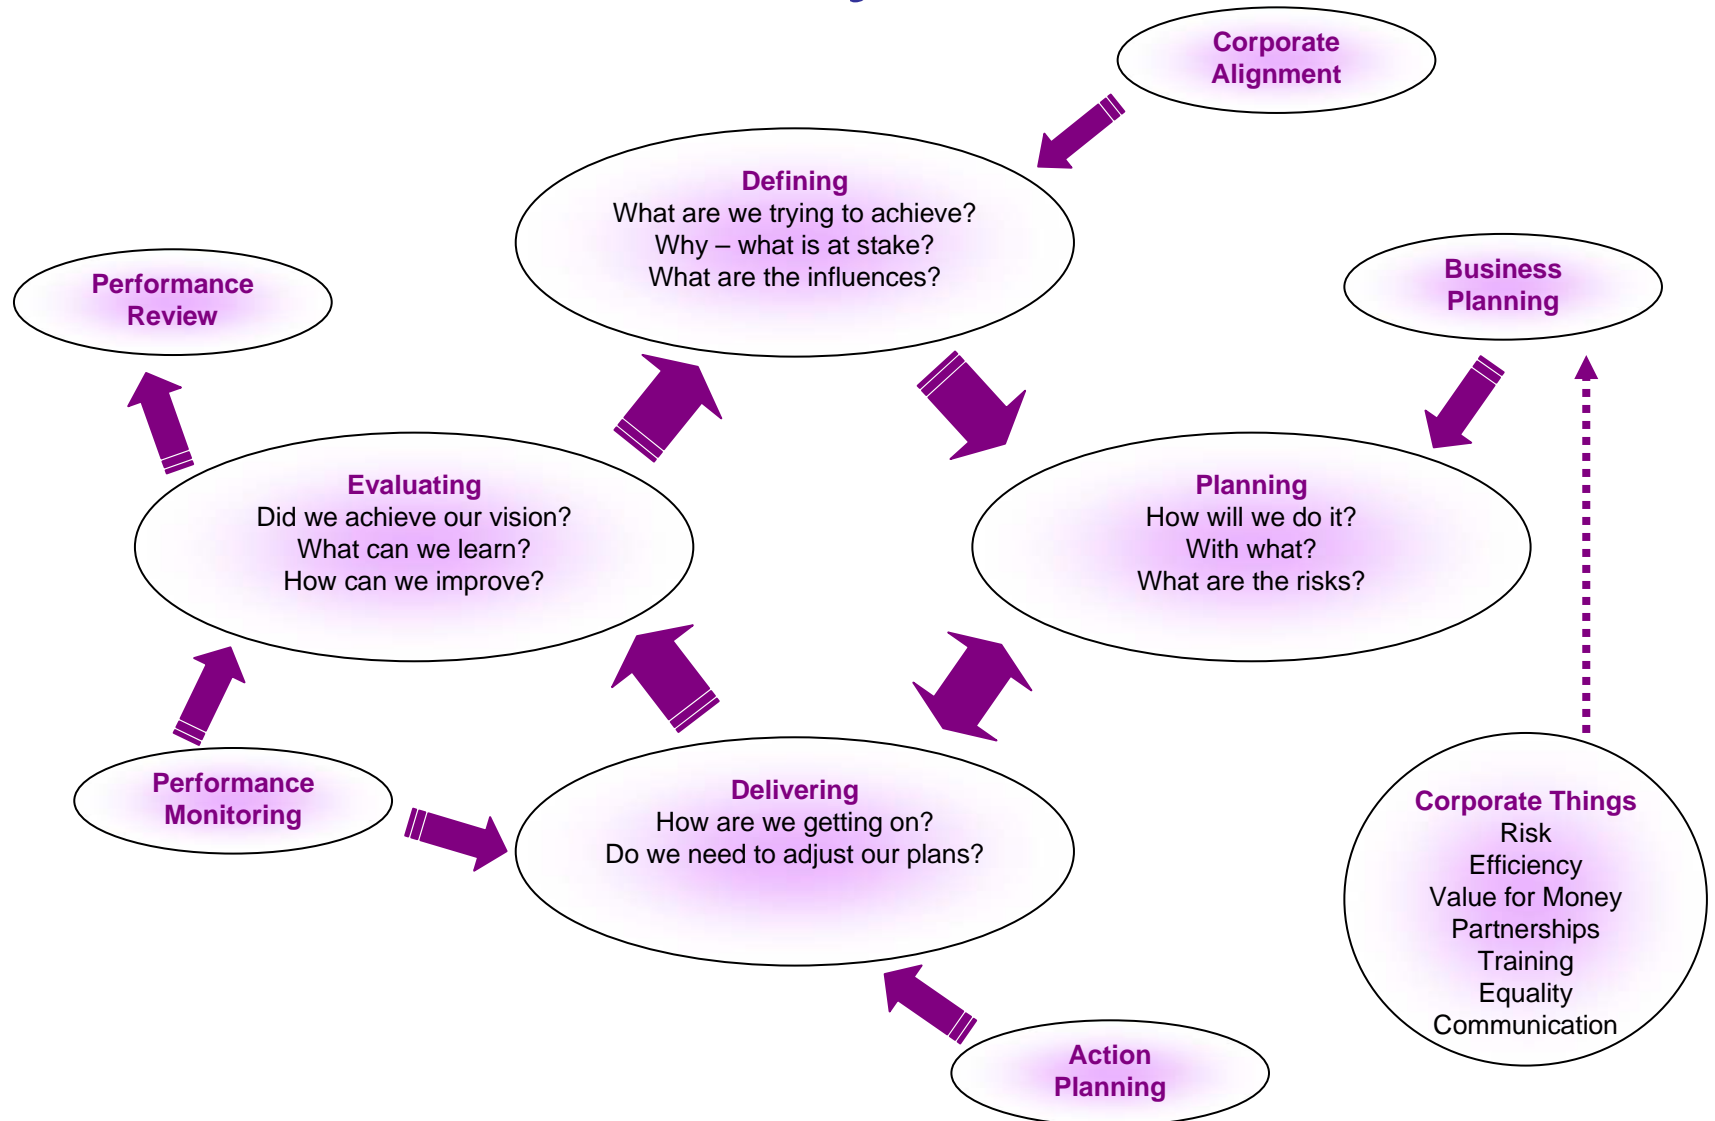 Corporate
Alignment
Defining
What are we trying to achieve?
Why – what is at stake?
What are the influences?
Performance
Review
Business
Planning
Evaluating
Did we achieve our vision?
What can we learn?
How can we improve?
Planning
How will we do it?
With what?
What are the risks?
Performance
Monitoring
Delivering
How are we getting on?
Do we need to adjust our plans?
Corporate Things
Risk
Efficiency
Value for Money
Partnerships
Training
Equality
Communication
Action
Planning